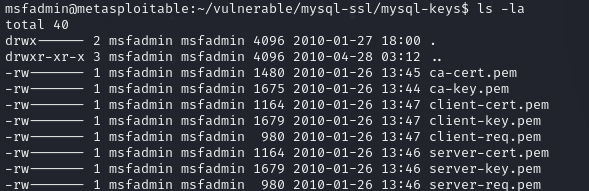 msfadmin@metasploitable:~/vulnerable/mysql-ssl/mysql-keys$ ls -la
total 40
drwx------ 2 msfadmin msfadmin 4096 2010-01-27 18:00 .
drwxr-xr-x 3 msfadmin msfadmin 4096 2010-04-28 03:12 ..
-rw------- 1 msfadmin msfadmin 1480 2010-01-26 13:45 ca-cert.pem
-rw------- 1 msfadmin msfadmin 1675 2010-01-26 13:44 ca-key.pem
-rw------- 1 msfadmin msfadmin 1164 2010-01-26 13:47 client-cert.pem
-rw------- 1 msfadmin msfadmin 1679 2010-01-26 13:47 client-key.pem
-rw------- 1 msfadmin msfadmin  980 2010-01-26 13:47 client-req.pem
-rw------- 1 msfadmin msfadmin 1164 2010-01-26 13:46 server-cert.pem
-rw------- 1 msfadmin msfadmin 1679 2010-01-26 13:46 server-key.pem
-rw------- 1 msfadmin msfadmin  980 2010-01-26 13:46 server-req.pem